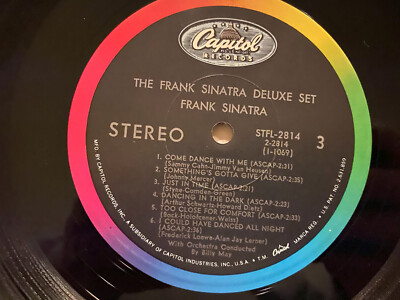 Capitol
RECORDS
THE FRANK SINATRA DELUXE SET
FRANK SINATRA
STEREO
STFL-2814
2-2814
(1-1069)
3
1. COME DANCE WITH ME (ASCAP-2:31)
(Sammy Cahn-Jimmy Van Heusen)
2. SOMETHING'S GOTTA GIVE (ASCAP-2:35)
(Johnny Mercer)
3. JUST IN TIME (ASCAP-2:21)
(Styne-Comden-Green)
4. DANCING IN THE DARK (ASCAP-2:23)
(Arthur Schwartz-Howard Dietz)
5. TOO CLOSE FOR COMFORT (ASCAP-2:33)
(Bock-Holofcener-Weiss)
6. I COULD HAVE DANCED ALL NIGHT
(ASCAP-2:36)
(Frederick Loewe-Alan Jay Lerner)
With Orchestra Conducted
By Billy May
MFD. BY CAPITOL RECORDS, INC., A SUBSIDIARY OF CAPITOL INDUSTRIES, INC., U.S.A. • T.M. Capitol MARCA REG. • U.S. PAT. NO. 2,631,859